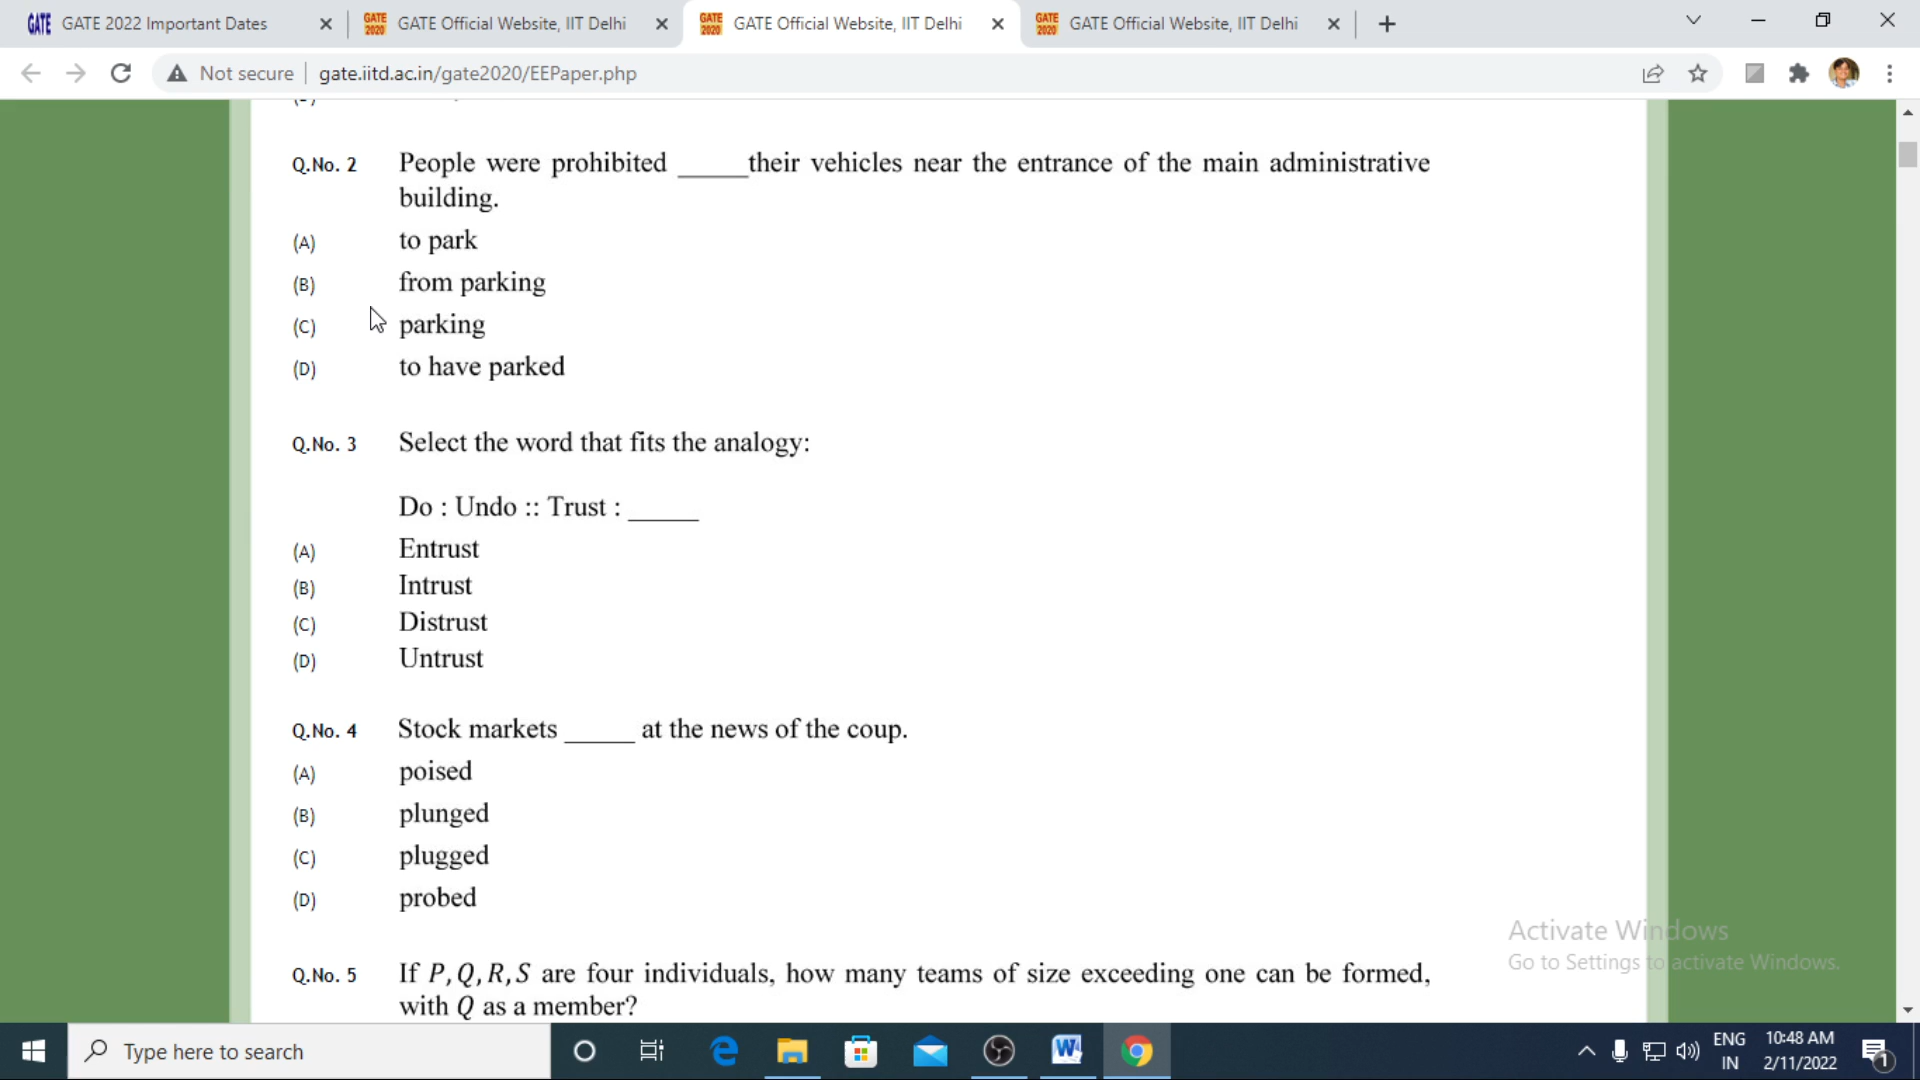 GATE 2022 Important Dates
GATE Official Website, IIT Delhi
GATE Official Website, IIT Delhi
GATE Official Website, IIT Delhi
Not secure gate.iitd.ac.in/gate2020/EEPaper.php
Q.No. 2 People were prohibited _____their vehicles near the entrance of the main administrative
building.
(A) to park
(B) from parking
(C) parking
(D) to have parked
Q.No. 3 Select the word that fits the analogy:
Do : Undo :: Trust : _____
(A) Entrust
(B) Intrust
(C) Distrust
(D) Untrust
Q.No. 4 Stock markets _____ at the news of the coup.
(A) poised
(B) plunged
(C) plugged
(D) probed
Q.No. 5 If P, Q, R, S are four individuals, how many teams of size exceeding one can be formed,
with Q as a member?
Activate Windows
Go to Settings to activate Windows.
Type here to search
ENG
IN
10:48 AM
2/11/2022
1